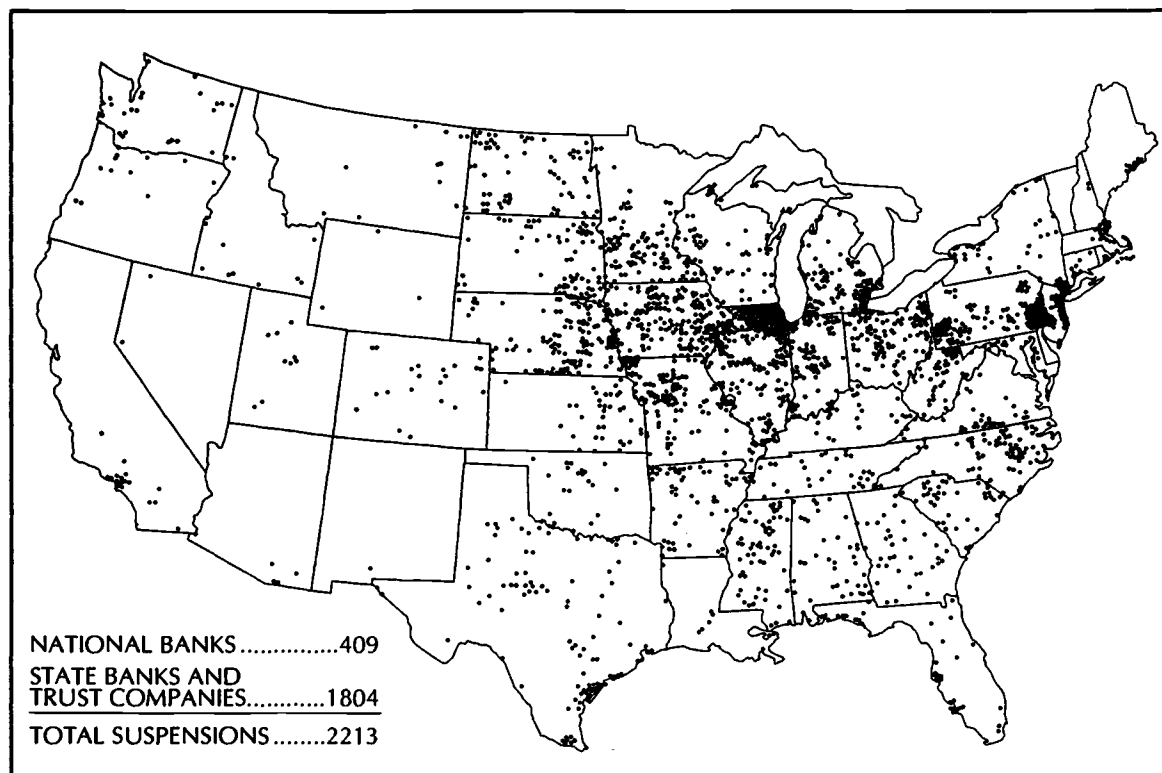 NATIONAL BANKS...............409
STATE BANKS AND
TRUST COMPANIES............1804
TOTAL SUSPENSIONS........2213